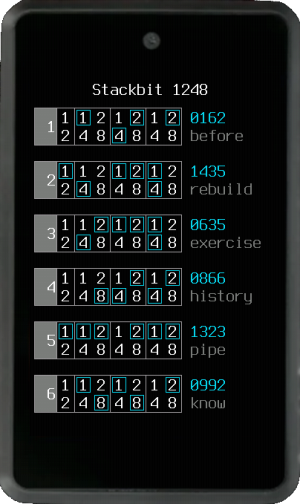 Stackbit 1248
1
1 1 2 1 2 1 2 0162
2 4 8 4 8 4 8 before
2
1 1 2 1 2 1 2 1435
2 4 8 4 8 4 8 rebuild
3
1 1 2 1 2 1 2 0635
2 4 8 4 8 4 8 exercise
4
1 1 2 1 2 1 2 0866
2 4 8 4 8 4 8 history
5
1 1 2 1 2 1 2 1323
2 4 8 4 8 4 8 pipe
6
1 1 2 1 2 1 2 0992
2 4 8 4 8 4 8 know